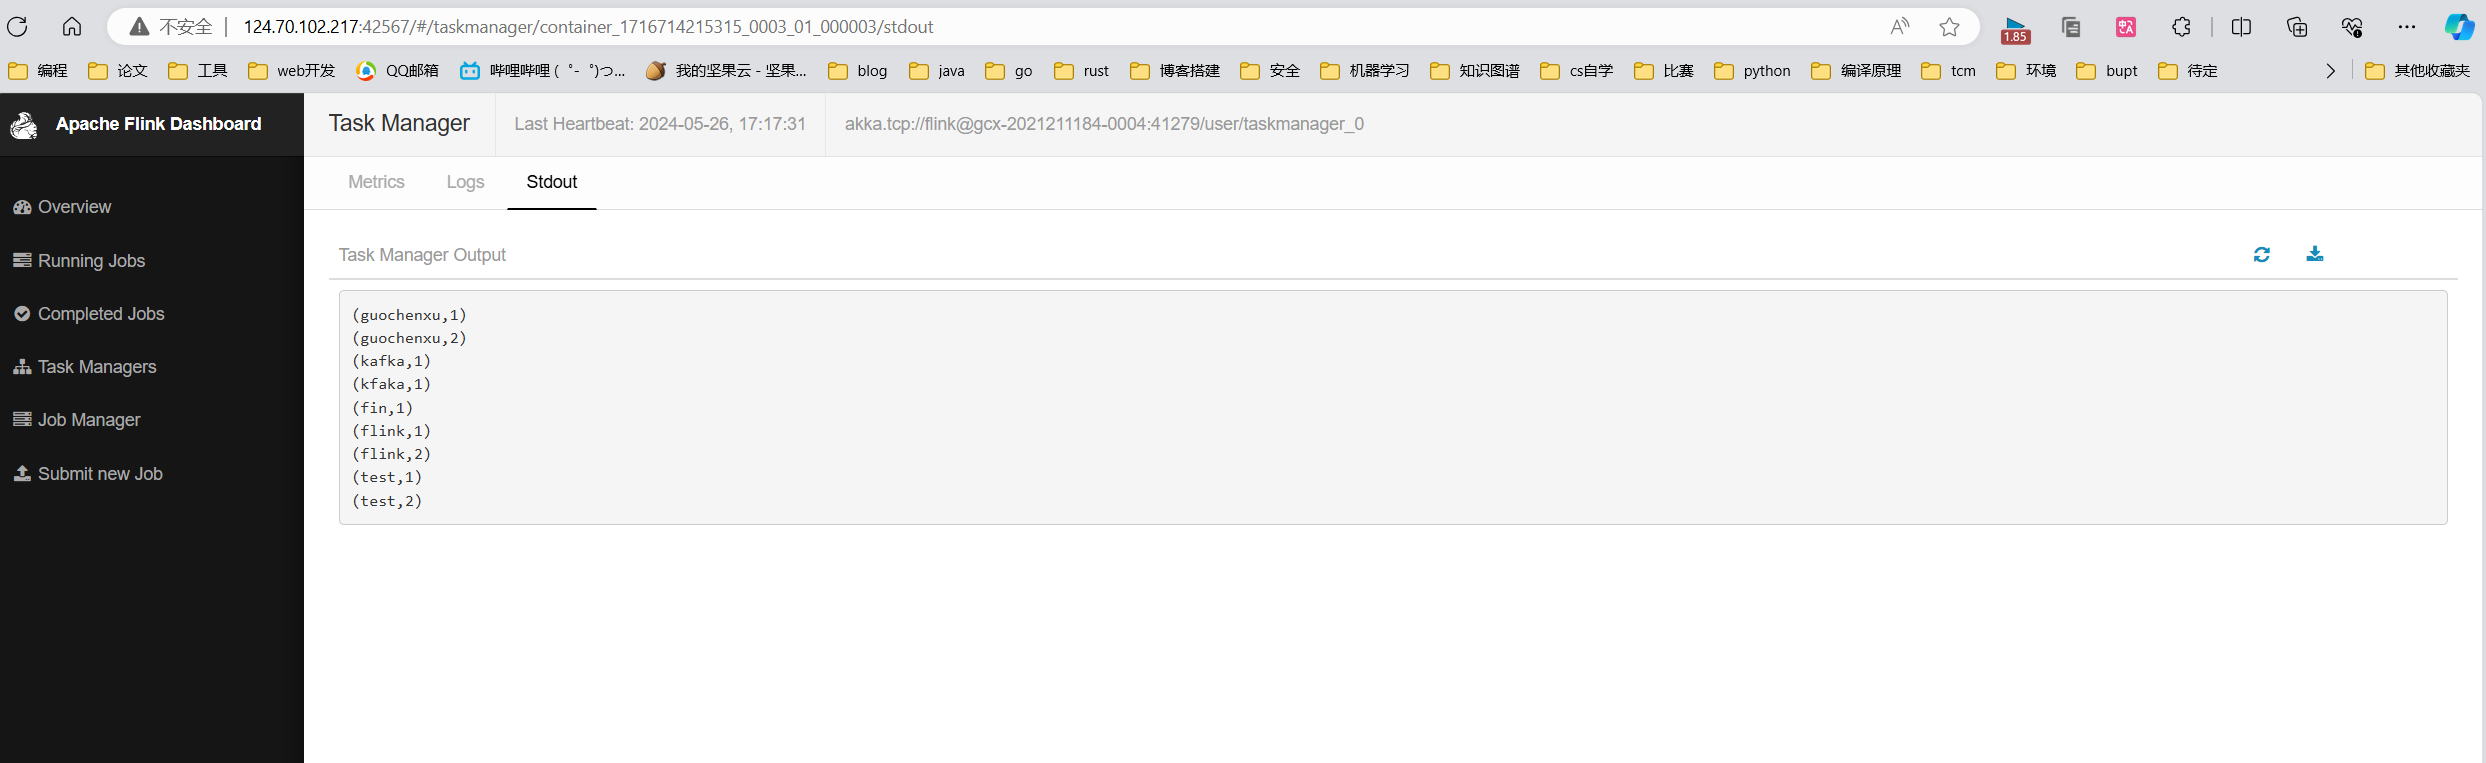 不安全 124.70.102.217:42567/#/taskmanager/container_1716714215315_0003_01_000003/stdout
1.85
编程 论文 工具 web开发 QQ邮箱 哔哩哔哩 (゜-゜)つ... 我的坚果云 - 坚果... blog java go rust 博客搭建 安全 机器学习 知识图谱 cs自学 比赛 python 编译原理 tcm 环境 bupt 待定 其他收藏夹
Apache Flink Dashboard
Task Manager Last Heartbeat: 2024-05-26, 17:17:31 akka.tcp://flink@gcx-2021211184-0004:41279/user/taskmanager_0
Metrics Logs Stdout
Overview
Running Jobs
Completed Jobs
Task Managers
Job Manager
Submit new Job
Task Manager Output
(guochenxu,1)
(guochenxu,2)
(kafka,1)
(kfaka,1)
(fin,1)
(flink,1)
(flink,2)
(test,1)
(test,2)